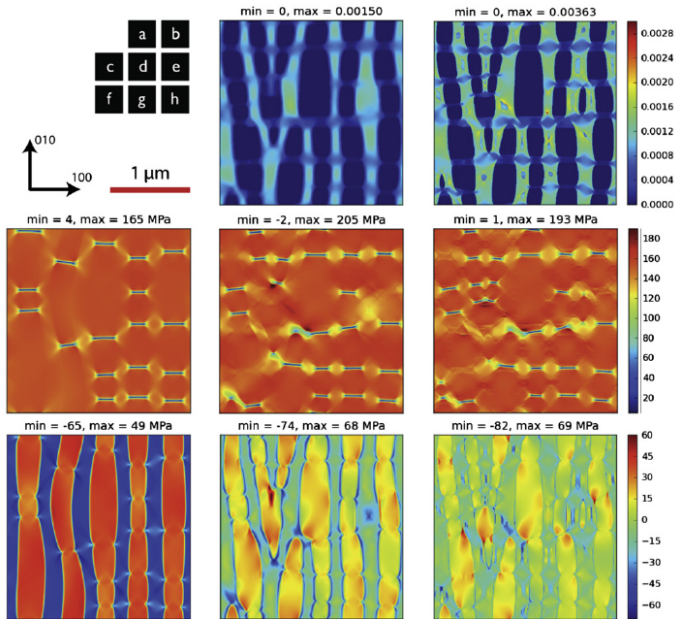 a b
c d e
f g h
010
100
1 μm
min = 0, max = 0.00150
min = 0, max = 0.00363
0.0028
0.0024
0.0020
0.0016
0.0012
0.0008
0.0004
0.0000
min = 4, max = 165 MPa
min = -2, max = 205 MPa
min = 1, max = 193 MPa
180
160
140
120
100
80
60
40
20
min = -65, max = 49 MPa
min = -74, max = 68 MPa
min = -82, max = 69 MPa
60
45
30
15
0
−15
−30
−45
−60